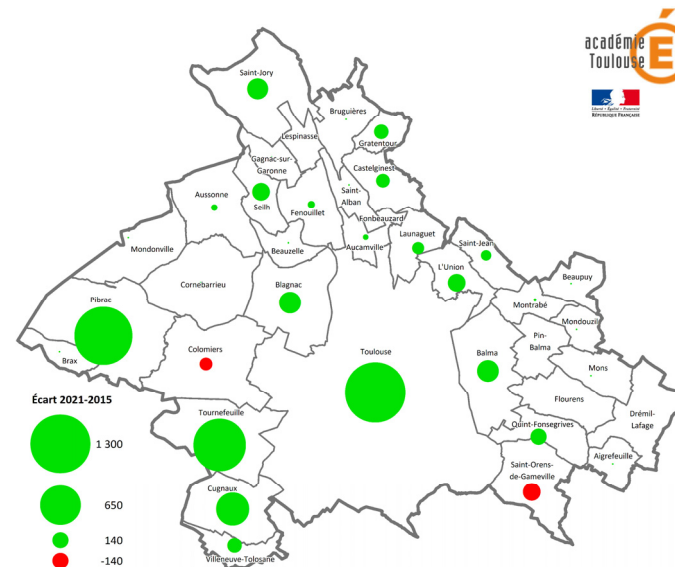 académie
Toulouse
É
Liberté • Égalité • Fraternité
RÉPUBLIQUE FRANÇAISE
Saint-Jory
Bruguières
Lespinasse
Gratentour
Gagnac-sur-
Garonne
Castelginest
Aussonne
Seilh
Fenouillet
Saint-
Alban
Fonbeauzard
Mondonville
Beauzelle
Aucamville
Launaguet
Saint-Jean
L'Union
Beaupuy
Cornebarrieu
Blagnac
Montrabé
Mondouzil
Pibrac
Pin-
Balma
Brax
Colomiers
Toulouse
Balma
Mons
Flourens
Drémil-
Lafage
Écart 2021-2015
Tournefeuille
Quint-Fonsegrives
1 300
Aigrefeuille
Saint-Orens-
de-Gameville
Cugnaux
650
140
Villeneuve-Tolosane
-140